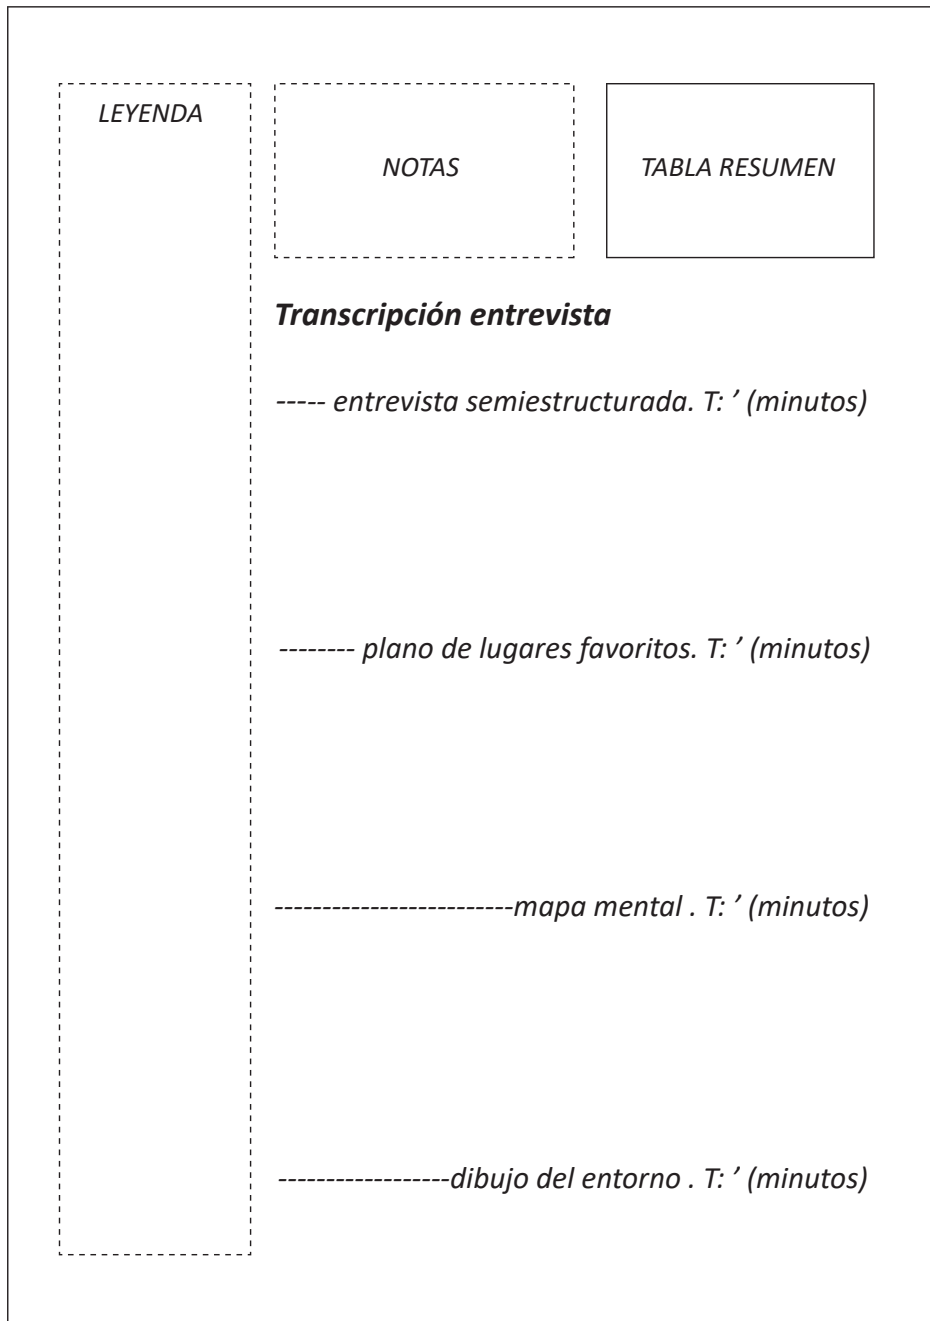 LEYENDA
NOTAS
TABLA RESUMEN
Transcripción entrevista
----- entrevista semiestructurada. T: ’ (minutos)
-------- plano de lugares favoritos. T: ’ (minutos)
-------------------------mapa mental . T: ’ (minutos)
------------------dibujo del entorno . T: ’ (minutos)